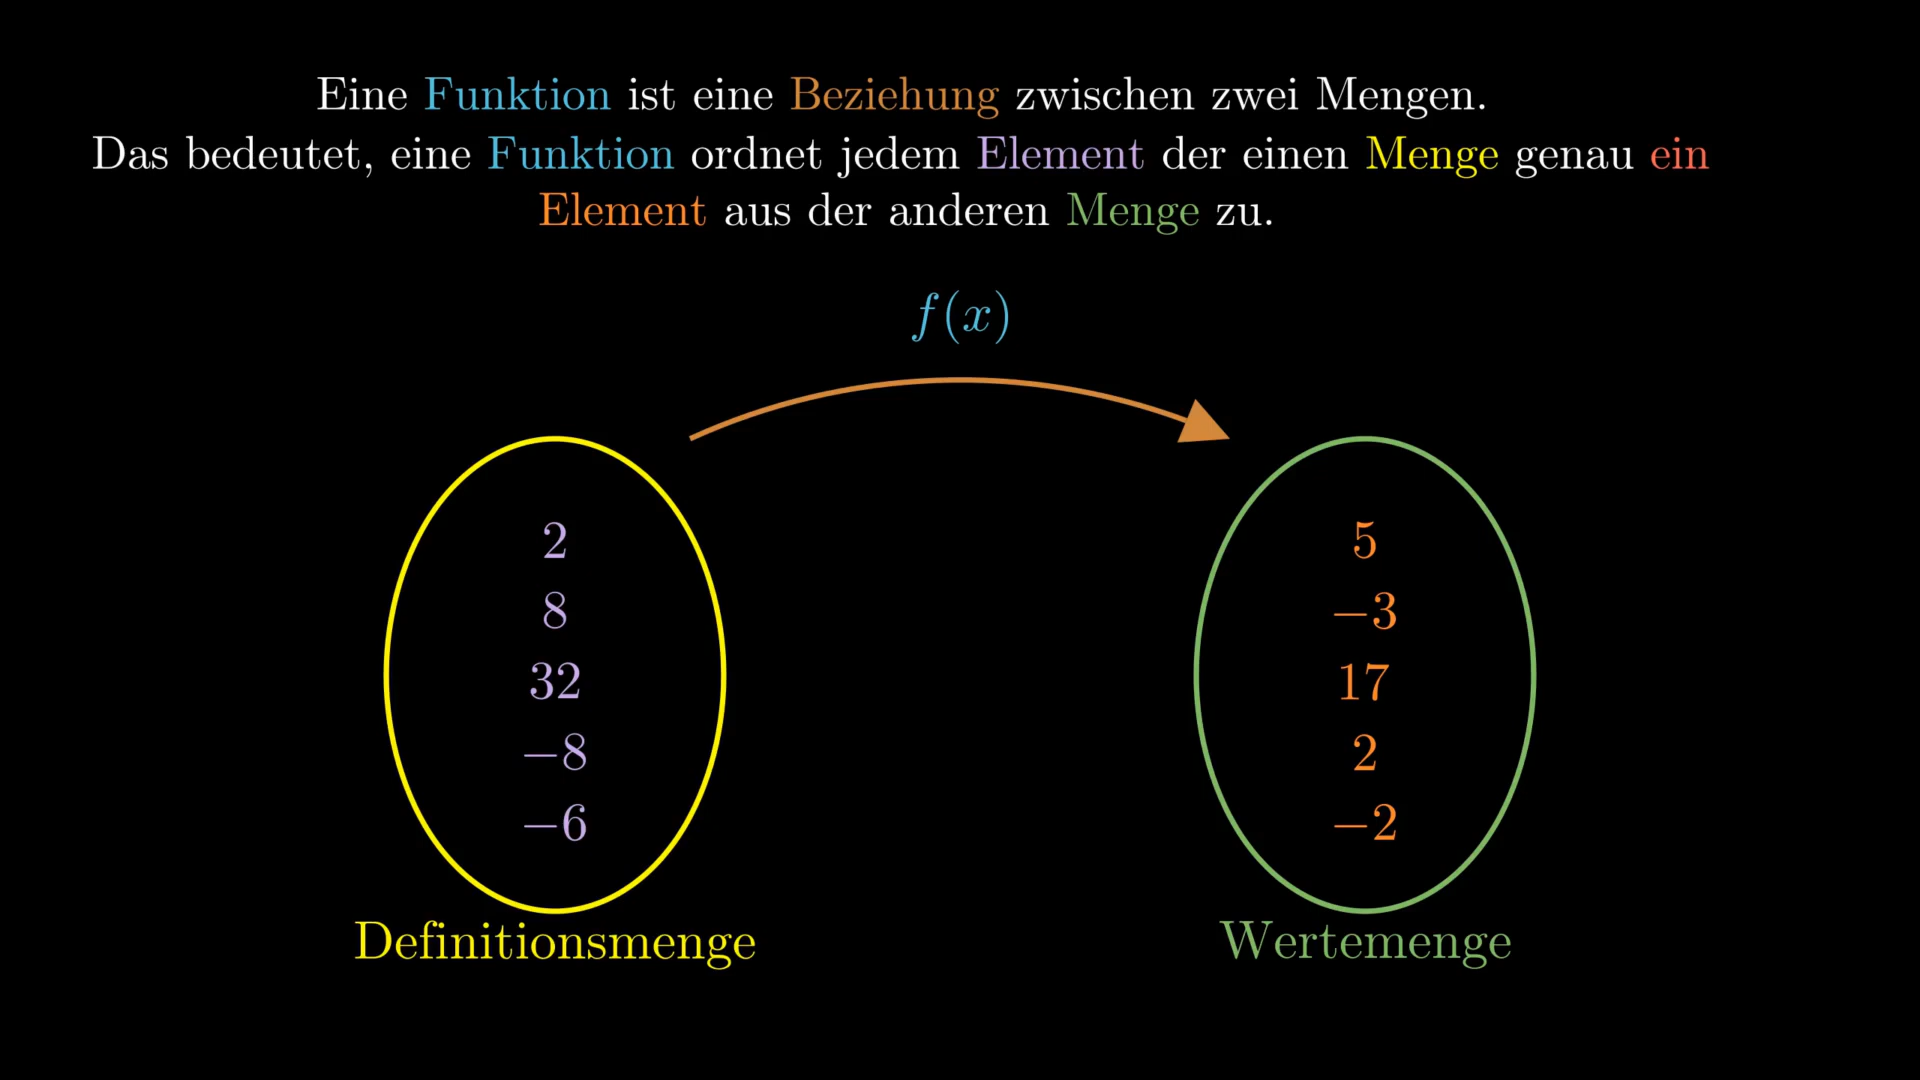 Eine Funktion ist eine Beziehung zwischen zwei Mengen.
Das bedeutet, eine Funktion ordnet jedem Element der einen Menge genau ein
Element aus der anderen Menge zu.
f(x)
2
8
32
−8
−6
Definitionsmenge
5
−3
17
2
−2
Wertemenge